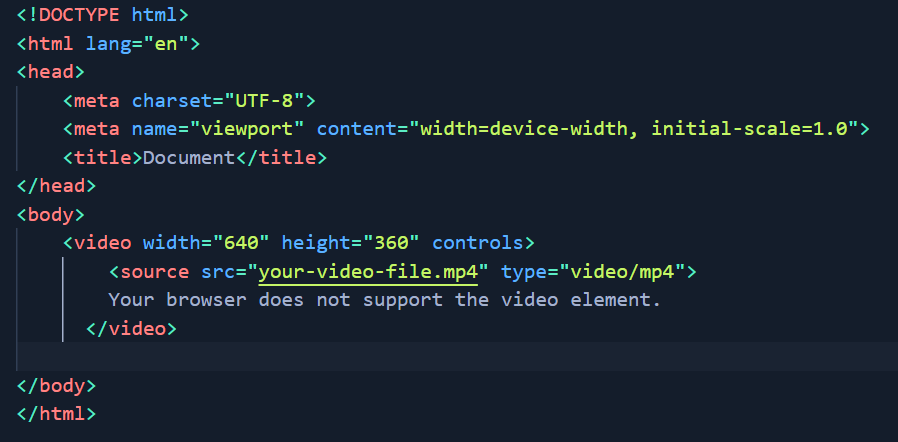 <!DOCTYPE html>
<html lang="en">
<head>
    <meta charset="UTF-8">
    <meta name="viewport" content="width=device-width, initial-scale=1.0">
    <title>Document</title>
</head>
<body>
    <video width="640" height="360" controls>
        <source src="your-video-file.mp4" type="video/mp4">
        Your browser does not support the video element.
      </video>
</body>
</html>